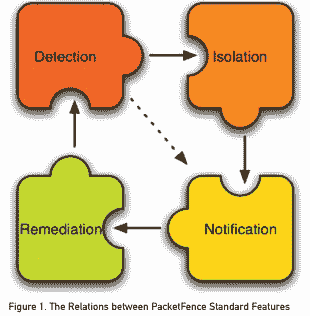 Detection
Isolation
Remediation
Notification
Figure 1. The Relations between PacketFence Standard Features